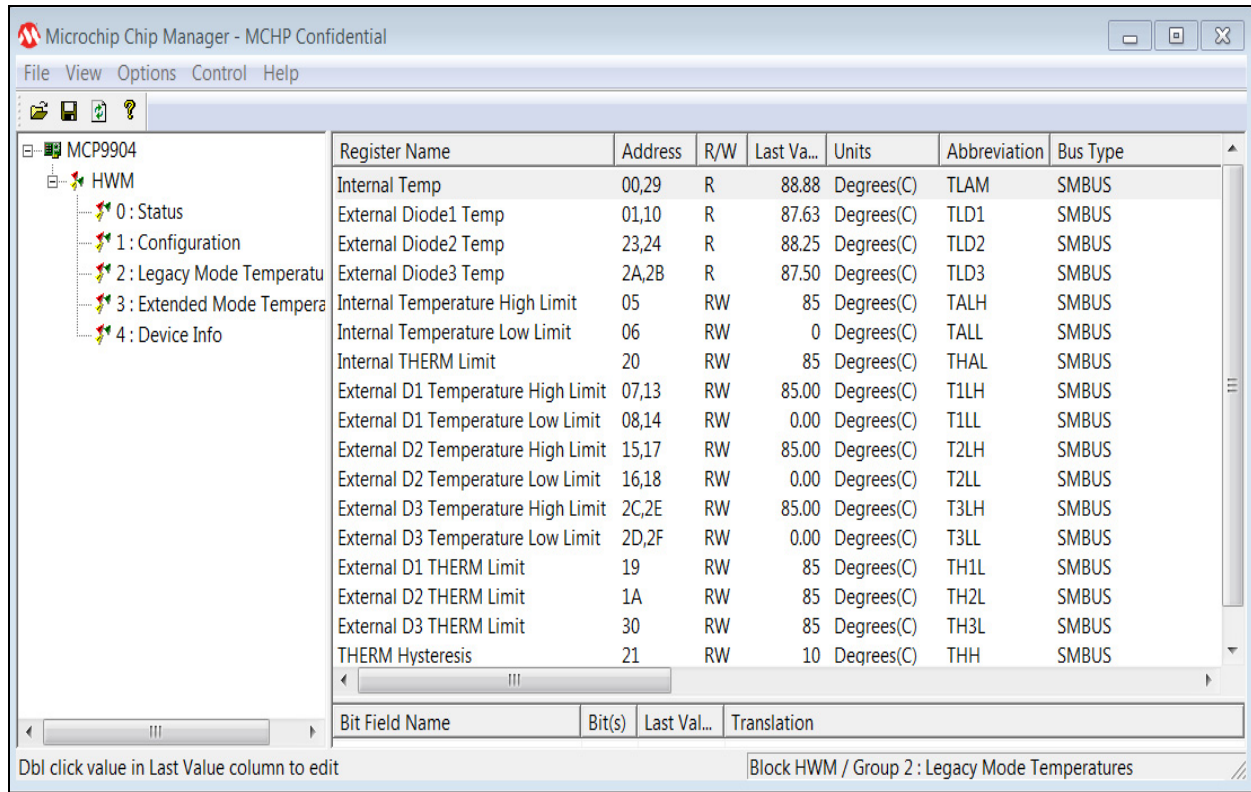 Microchip Chip Manager - MCHP Confidential
File View Options Control Help
MCP9904
HWM
0 : Status
1 : Configuration
2 : Legacy Mode Temperatu
3 : Extended Mode Tempera
4 : Device Info
Register Name Address R/W Last Va... Units Abbreviation Bus Type
Internal Temp 00,29 R 88.88 Degrees(C) TLAM SMBUS
External Diode1 Temp 01,10 R 87.63 Degrees(C) TLD1 SMBUS
External Diode2 Temp 23,24 R 88.25 Degrees(C) TLD2 SMBUS
External Diode3 Temp 2A,2B R 87.50 Degrees(C) TLD3 SMBUS
Internal Temperature High Limit 05 RW 85 Degrees(C) TALH SMBUS
Internal Temperature Low Limit 06 RW 0 Degrees(C) TALL SMBUS
Internal THERM Limit 20 RW 85 Degrees(C) THAL SMBUS
External D1 Temperature High Limit 07,13 RW 85.00 Degrees(C) T1LH SMBUS
External D1 Temperature Low Limit 08,14 RW 0.00 Degrees(C) T1LL SMBUS
External D2 Temperature High Limit 15,17 RW 85.00 Degrees(C) T2LH SMBUS
External D2 Temperature Low Limit 16,18 RW 0.00 Degrees(C) T2LL SMBUS
External D3 Temperature High Limit 2C,2E RW 85.00 Degrees(C) T3LH SMBUS
External D3 Temperature Low Limit 2D,2F RW 0.00 Degrees(C) T3LL SMBUS
External D1 THERM Limit 19 RW 85 Degrees(C) TH1L SMBUS
External D2 THERM Limit 1A RW 85 Degrees(C) TH2L SMBUS
External D3 THERM Limit 30 RW 85 Degrees(C) TH3L SMBUS
THERM Hysteresis 21 RW 10 Degrees(C) THH SMBUS
Bit Field Name Bit(s) Last Val... Translation
Dbl click value in Last Value column to edit
Block HWM / Group 2 : Legacy Mode Temperatures